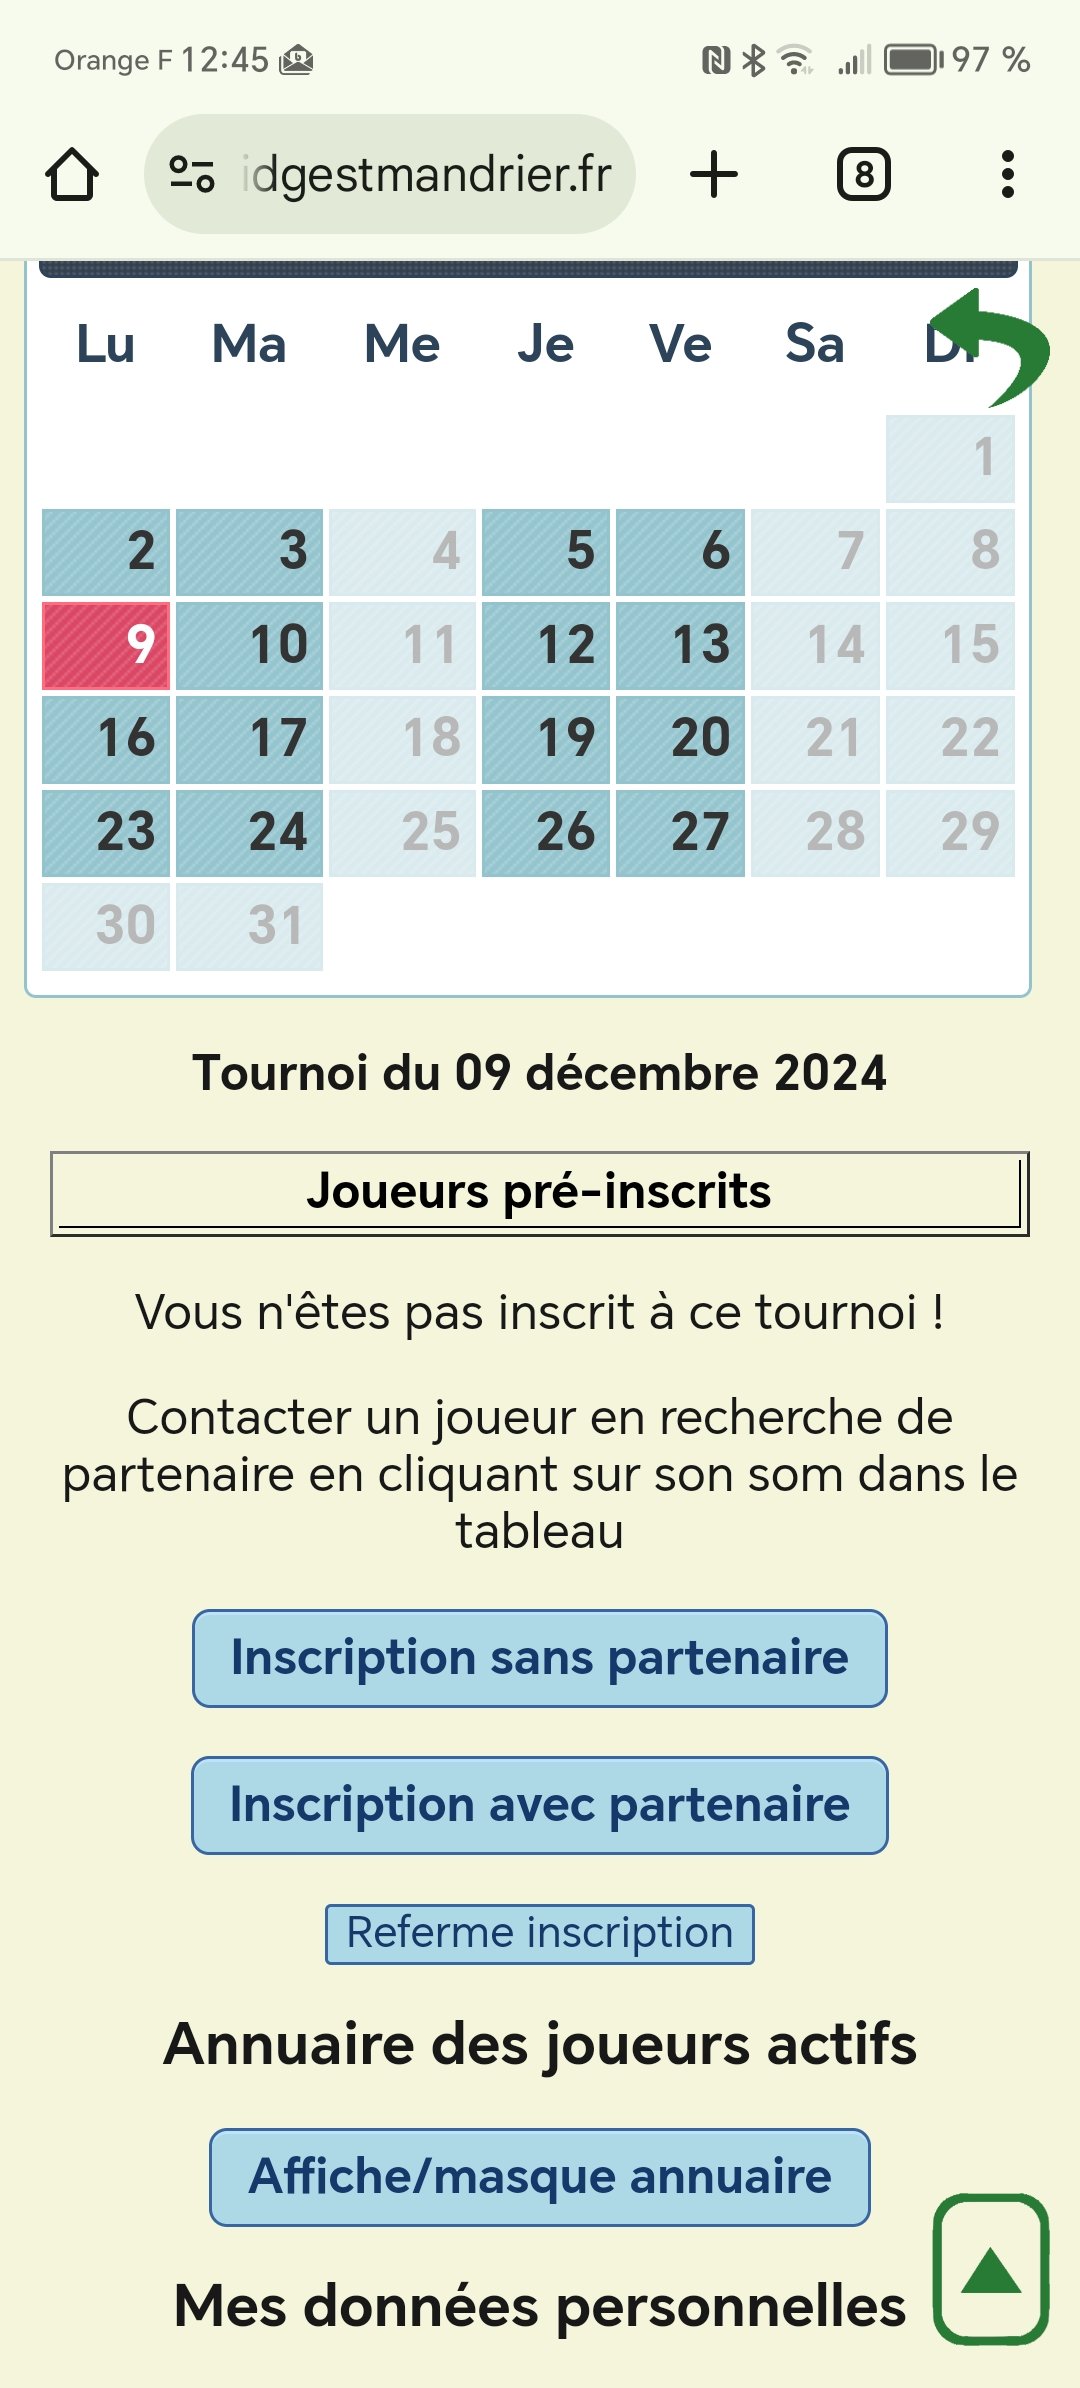 Orange F 12:45 97 %
idgestmandrier.fr 8
Lu Ma Me Je Ve Sa Di
1
2 3 4 5 6 7 8
9 10 11 12 13 14 15
16 17 18 19 20 21 22
23 24 25 26 27 28 29
30 31
Tournoi du 09 décembre 2024
Joueurs pré-inscrits
Vous n'êtes pas inscrit à ce tournoi !
Contacter un joueur en recherche de
partenaire en cliquant sur son som dans le
tableau
Inscription sans partenaire
Inscription avec partenaire
Referme inscription
Annuaire des joueurs actifs
Affiche/masque annuaire
Mes données personnelles